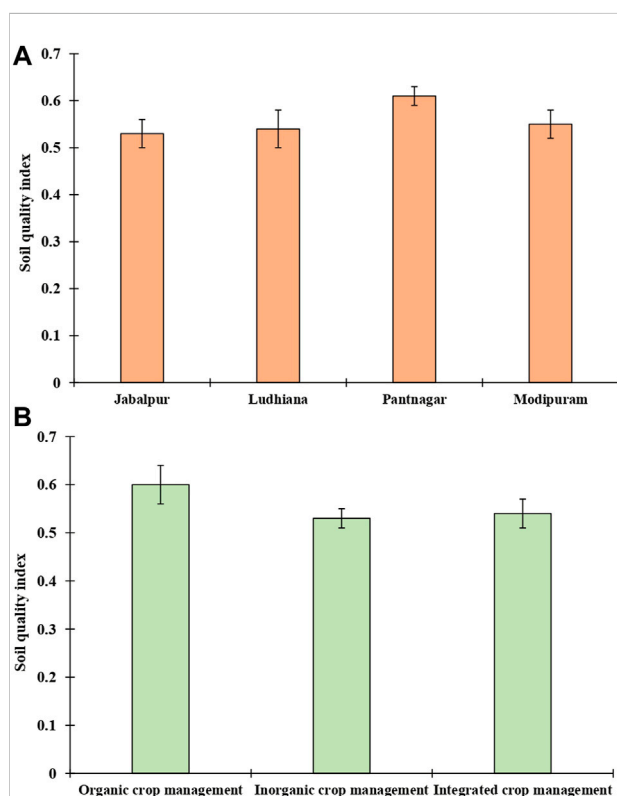 A
Soil quality index
0.7
0.6
0.5
0.4
0.3
0.2
0.1
0
Jabalpur Ludhiana Pantnagar Modipuram
B
Soil quality index
0.7
0.6
0.5
0.4
0.3
0.2
0.1
0
Organic crop management Inorganic crop management Integrated crop management